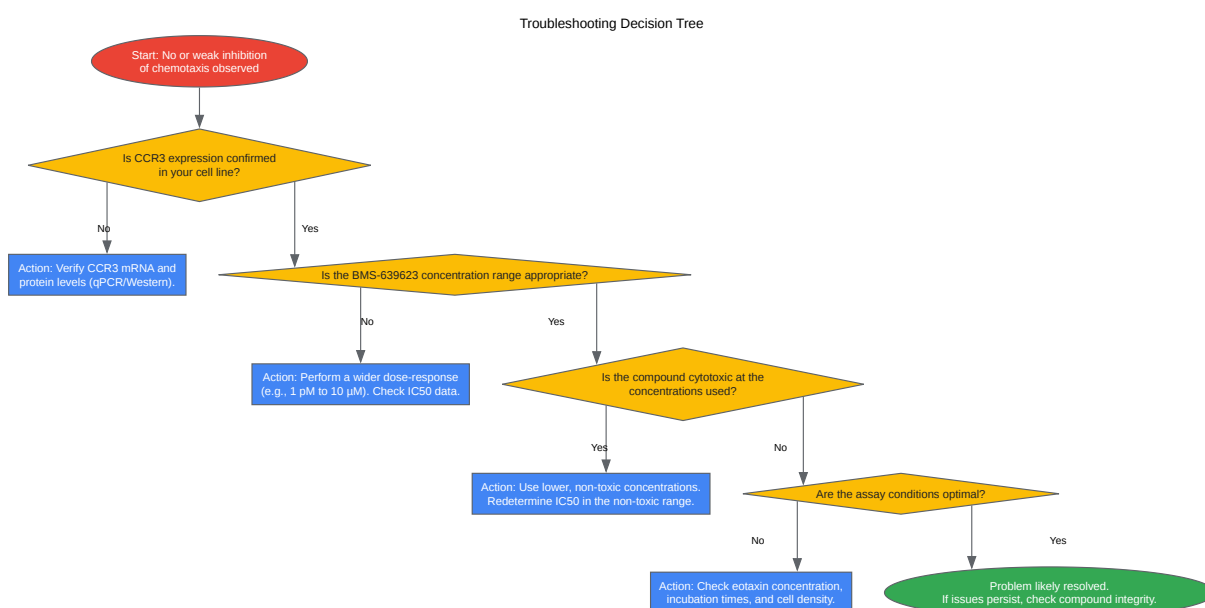 Troubleshooting Decision Tree
Start: No or weak inhibition
of chemotaxis observed
Is CCR3 expression confirmed
in your cell line?
No
Yes
Action: Verify CCR3 mRNA and
protein levels (qPCR/Western).
Is the BMS-639623 concentration range appropriate?
No
Yes
Action: Perform a wider dose-response
(e.g., 1 pM to 10 µM). Check IC50 data.
Is the compound cytotoxic at the
concentrations used?
Yes
No
Action: Use lower, non-toxic concentrations.
Redetermine IC50 in the non-toxic range.
Are the assay conditions optimal?
No
Yes
Action: Check eotaxin concentration,
incubation times, and cell density.
Problem likely resolved.
If issues persist, check compound integrity.